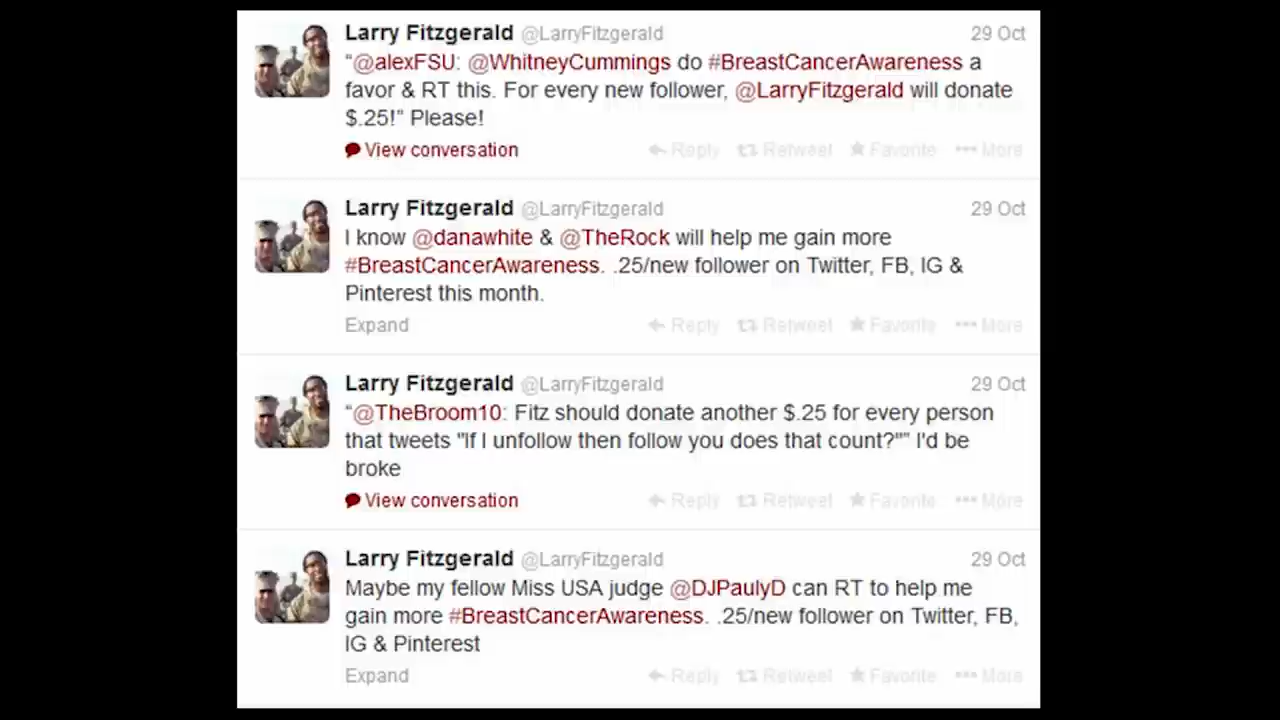 Larry Fitzgerald @LarryFitzgerald 29 Oct
“@alexFSU: @WhitneyCummings do #BreastCancerAwareness a
favor & RT this. For every new follower, @LarryFitzgerald will donate
$.25!” Please!
View conversation Reply Retweet Favorite More
Larry Fitzgerald @LarryFitzgerald 29 Oct
I know @danawhite & @TheRock will help me gain more
#BreastCancerAwareness. .25/new follower on Twitter, FB, IG &
Pinterest this month.
Expand Reply Retweet Favorite More
Larry Fitzgerald @LarryFitzgerald 29 Oct
“@TheBroom10: Fitz should donate another $.25 for every person
that tweets "If I unfollow then follow you does that count?"” I'd be
broke
View conversation Reply Retweet Favorite More
Larry Fitzgerald @LarryFitzgerald 29 Oct
Maybe my fellow Miss USA judge @DJPaulyD can RT to help me
gain more #BreastCancerAwareness. .25/new follower on Twitter, FB,
IG & Pinterest
Expand Reply Retweet Favorite More